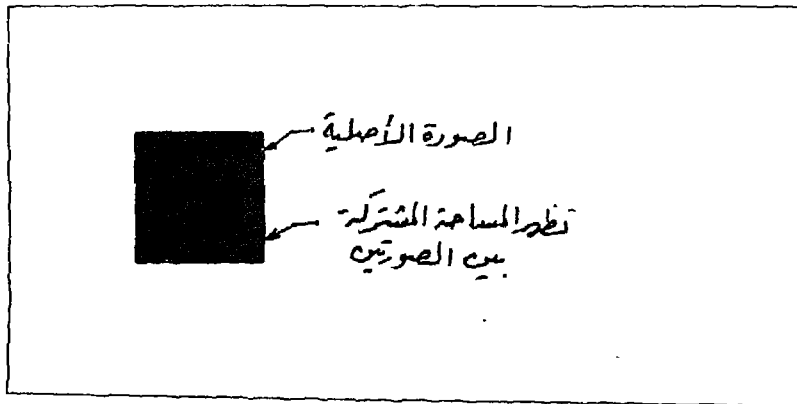 الصورة الأصلية
تظهر المساحة المشتركة
بين الصورتين